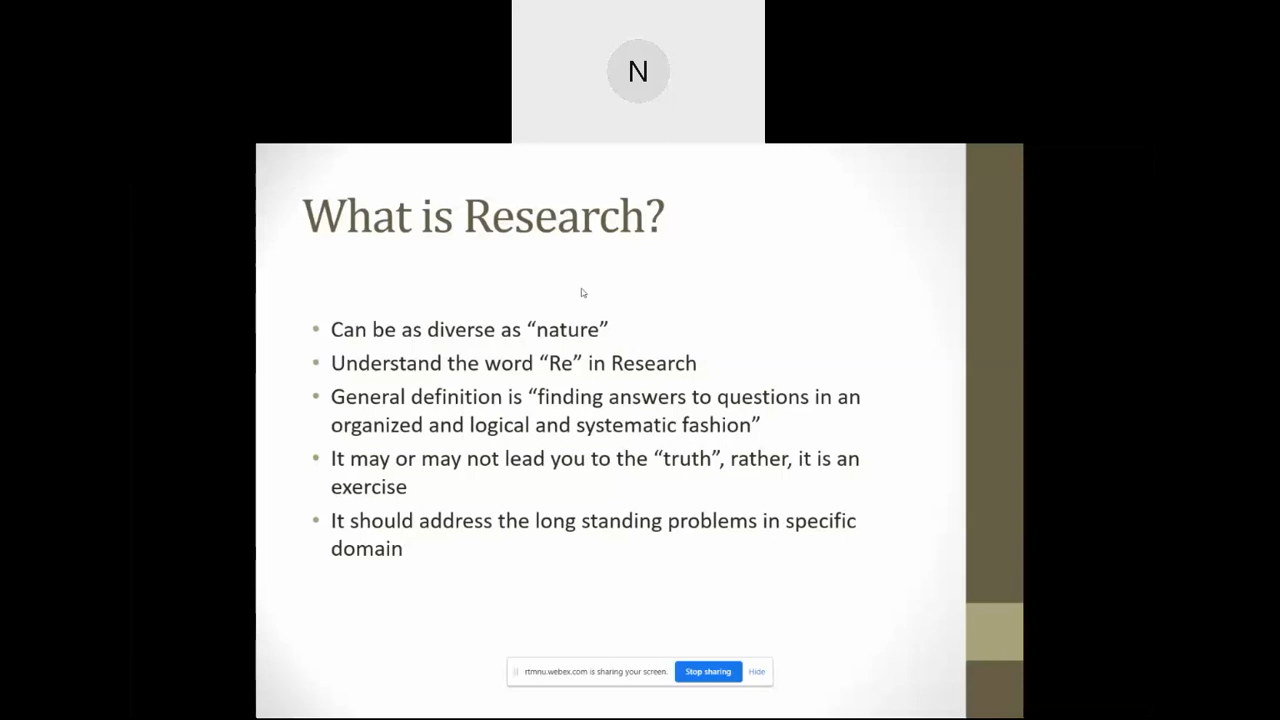 N
What is Research?
• Can be as diverse as “nature”
• Understand the word “Re” in Research
• General definition is “finding answers to questions in an
organized and logical and systematic fashion”
• It may or may not lead you to the “truth”, rather, it is an
exercise
• It should address the long standing problems in specific
domain
rtmnu.webex.com is sharing your screen. Stop sharing Hide